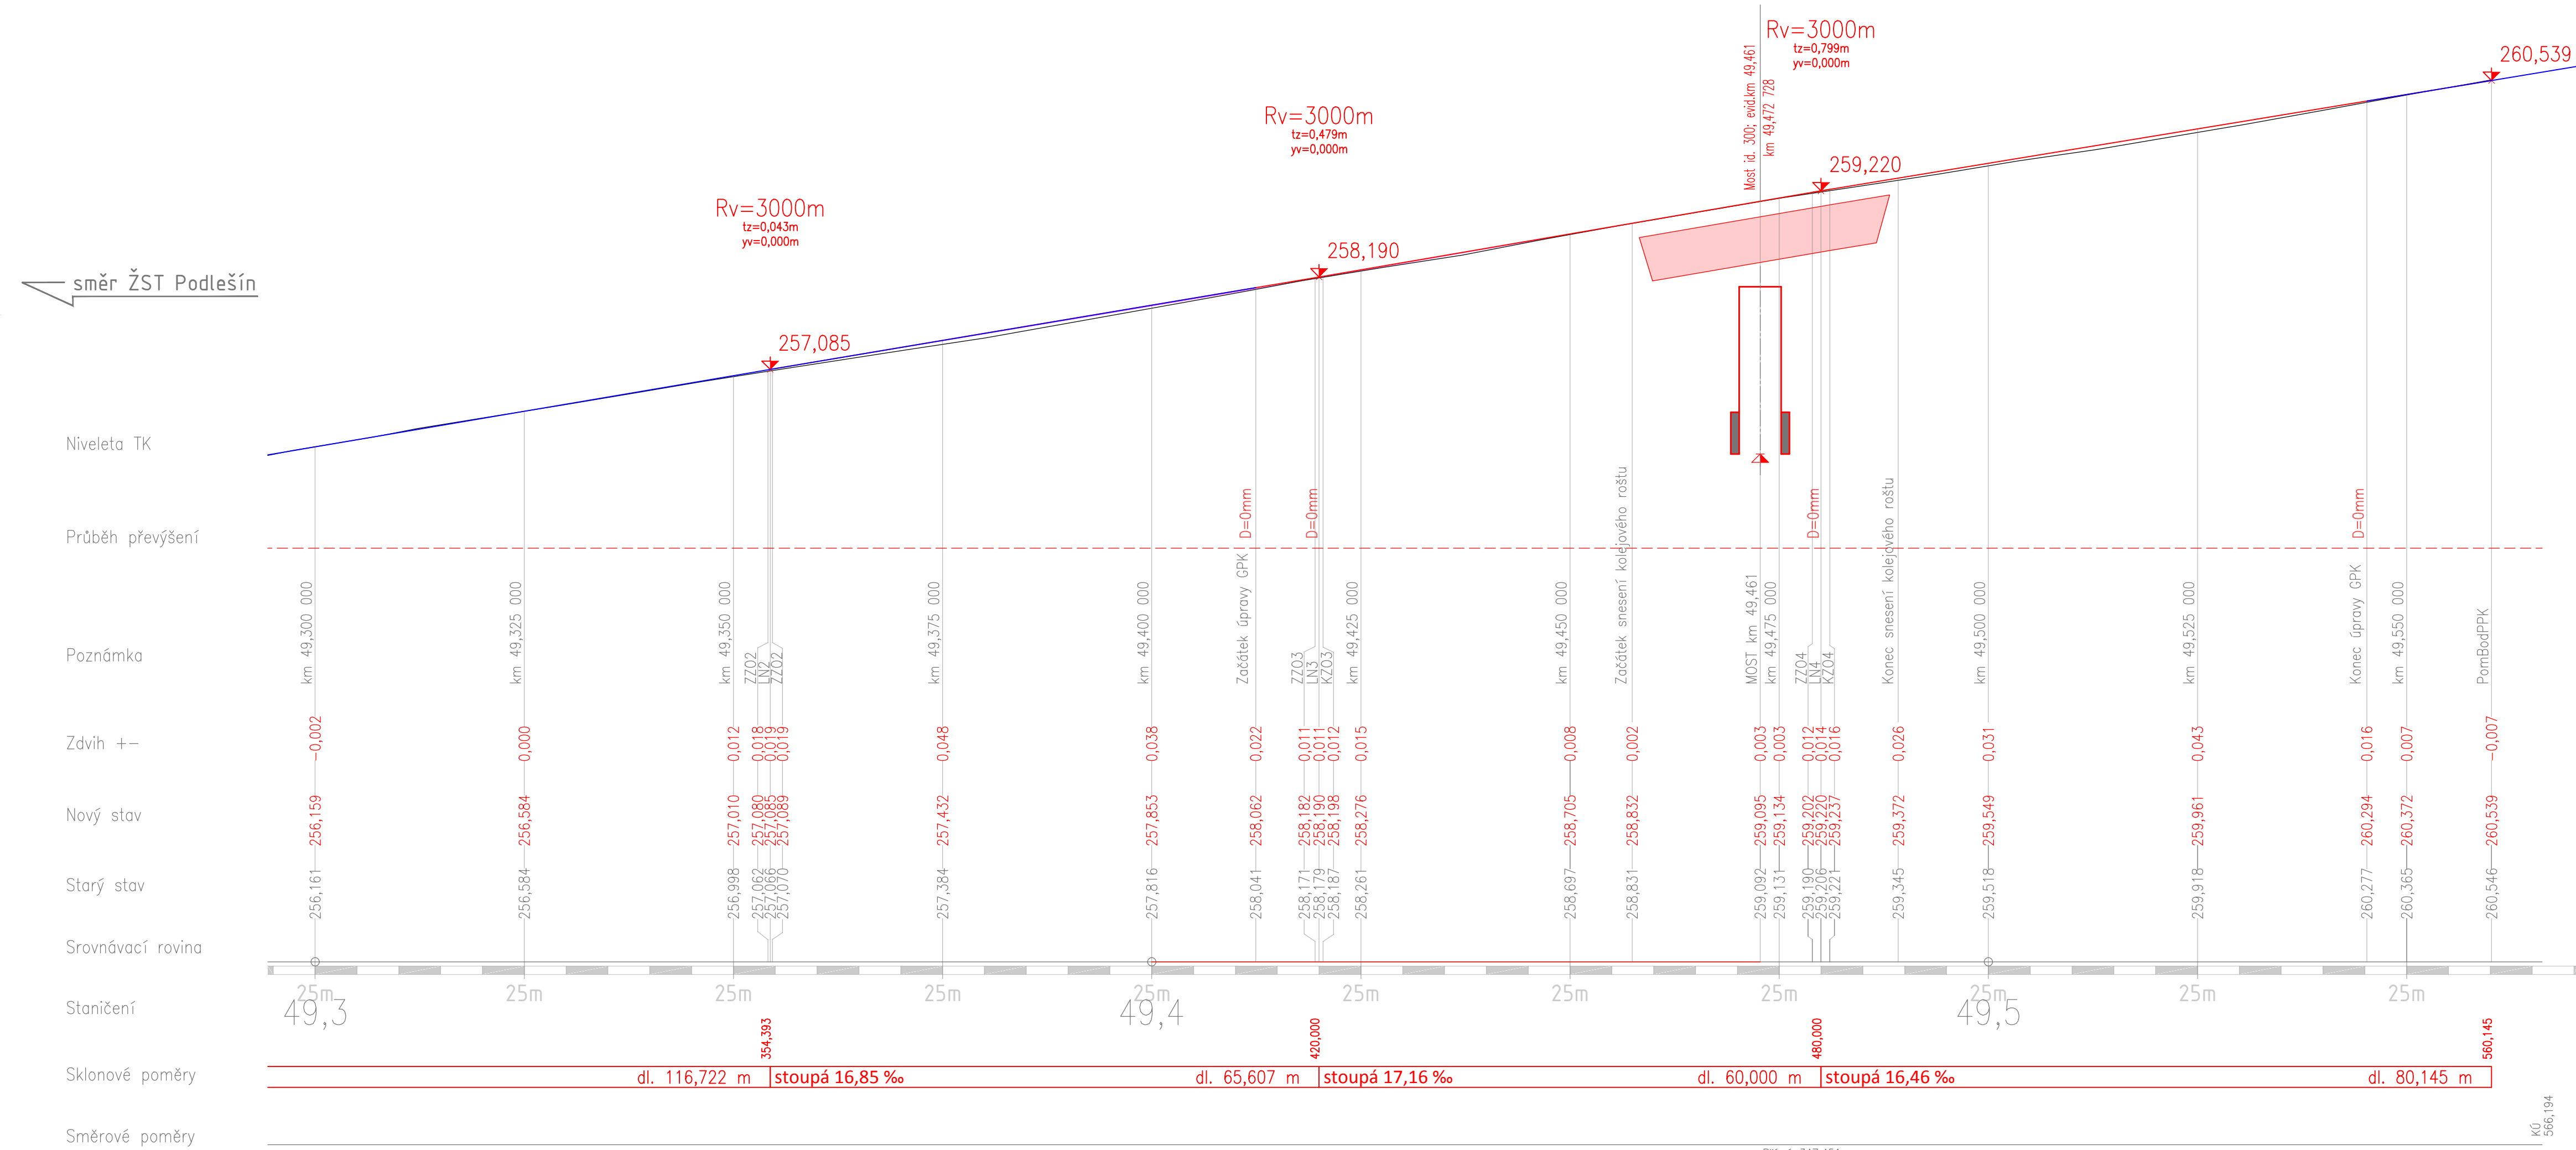 Rv=3000m
tz=0,799m
yv=0,000m
260,539
Most id. 300; evid.km 49,461
km 49,472 728
Rv=3000m
tz=0,479m
yv=0,000m
259,220
Rv=3000m
tz=0,043m
yv=0,000m
258,190
směr ŽST Podlešín
257,085
Niveleta TK
D=0mm
D=0mm
D=0mm
D=0mm
Průběh převýšení
Poznámka
km 49,300 000
km 49,325 000
km 49,350 000
ZZO2
LN2
ZZO2
km 49,375 000
km 49,400 000
Začátek úpravy GPK
ZZO3
LN3
KZO3
km 49,425 000
km 49,450 000
Začátek snesení kolejového roštu
MOST km 49,461
km 49,475 000
ZZO4
LN4
KZO4
Konec snesení kolejového roštu
km 49,500 000
km 49,525 000
Konec úpravy GPK
km 49,550 000
PomBodPPK
Zdvih +-
-0,002
0,000
0,012
0,018
0,019
0,019
0,048
0,038
0,022
0,011
0,011
0,012
0,015
0,008
0,002
0,003
0,003
0,012
0,014
0,016
0,026
0,031
0,043
0,016
0,007
-0,007
Nový stav
256,159
256,584
257,010
257,080
257,085
257,089
257,432
257,853
258,062
258,182
258,190
258,198
258,276
258,705
258,832
259,095
259,134
259,202
259,220
259,237
259,372
259,549
259,961
260,294
260,372
260,539
Starý stav
256,161
256,584
256,998
257,062
257,066
257,070
257,384
257,816
258,041
258,171
258,179
258,187
258,261
258,697
258,831
259,092
259,131
259,190
259,206
259,221
259,345
259,518
259,918
260,277
260,365
260,546
Srovnávací rovina
25m
25m
25m
25m
25m
25m
25m
25m
25m
25m
25m
Staničení
49,3
49,4
49,5
354,393
420,000
480,000
560,145
Sklonové poměry
dl. 116,722 m
stoupá 16,85 ‰
dl. 65,607 m
stoupá 17,16 ‰
dl. 60,000 m
stoupá 16,46 ‰
dl. 80,145 m
Směrové poměry
KÚ
566,194